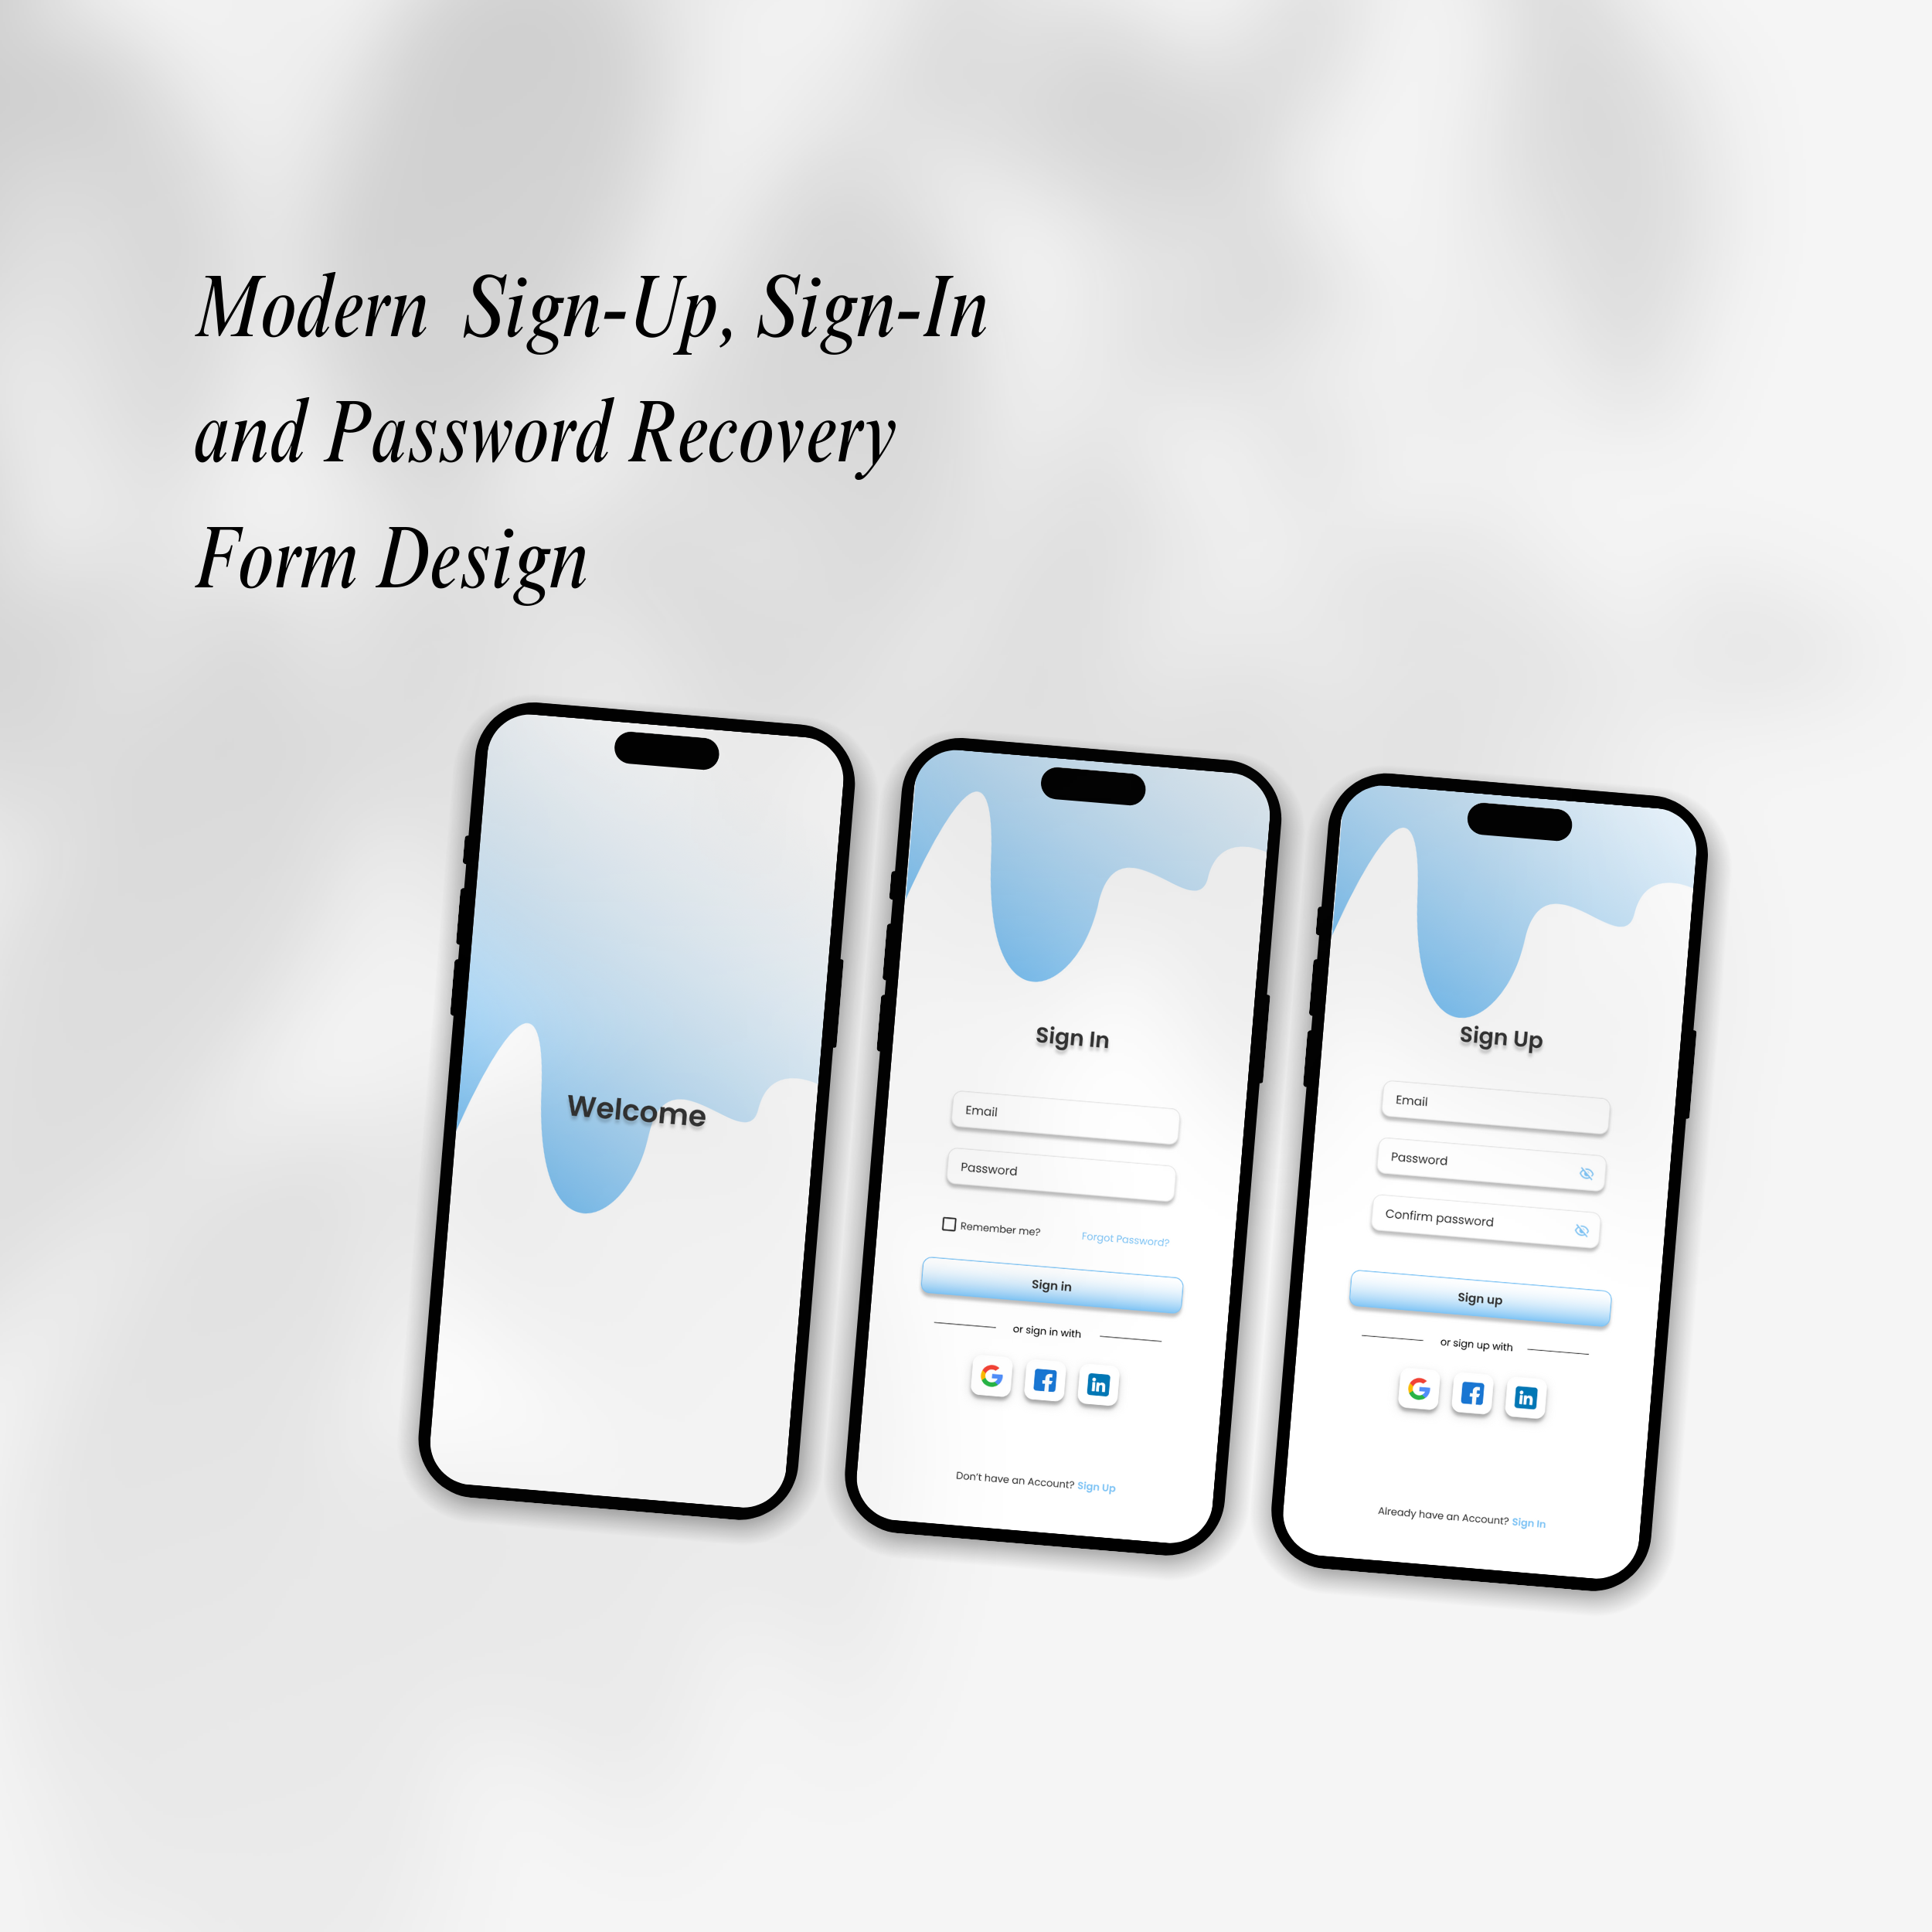 Modern Sign-Up, Sign-In
and Password Recovery
Form Design
Welcome
Sign In
Email
Password
Remember me? Forgot Password?
Sign in
or sign in with
G f in
Don't have an Account? Sign Up
Sign Up
Email
Password
Confirm password
Sign up
or sign up with
G f in
Already have an Account? Sign In